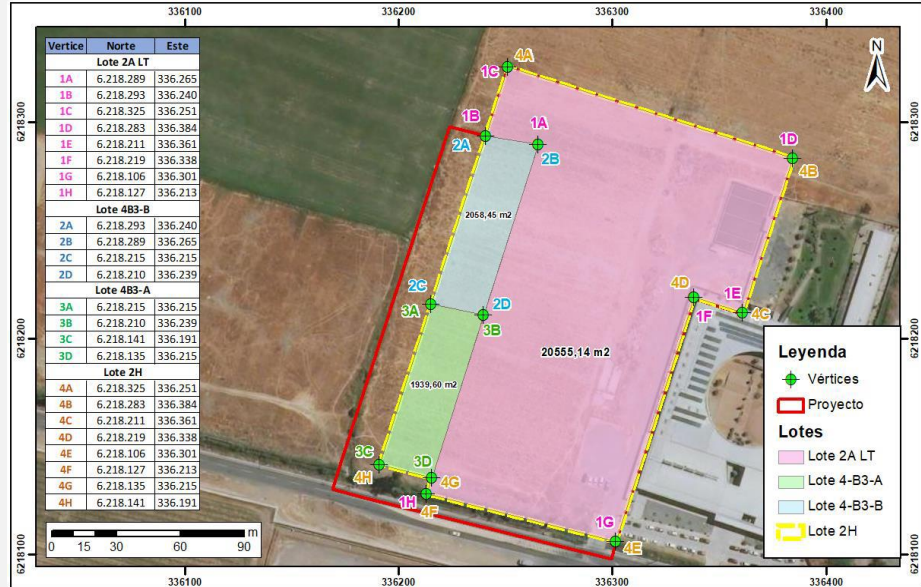 336100 336200 336300 336400
Vertice Norte Este
Lote 2A LT
1A 6.218.289 336.265
1B 6.218.293 336.240
1C 6.218.325 336.251
1D 6.218.283 336.384
1E 6.218.211 336.361
1F 6.218.219 336.338
1G 6.218.106 336.301
1H 6.218.127 336.213
Lote 4B3-B
2A 6.218.293 336.240
2B 6.218.289 336.265
2C 6.218.215 336.215
2D 6.218.210 336.239
Lote 4B3-A
3A 6.218.215 336.215
3B 6.218.210 336.239
3C 6.218.141 336.191
3D 6.218.135 336.215
Lote 2H
4A 6.218.325 336.251
4B 6.218.283 336.384
4C 6.218.211 336.361
4D 6.218.219 336.338
4E 6.218.106 336.301
4F 6.218.127 336.213
4G 6.218.135 336.215
4H 6.218.141 336.191
0 15 30 60 90
m
6218300
6218200
6218100
4A
1C
N
1B
1A
2A
2B
1D
4B
2058,45 m2
2C
3A
2D
3B
4D
1E
1F
4C
20555,14 m2
1939,60 m2
3C
4H
3D
4G
1H
4F
1G
4E
6218300
6218200
6218100
Leyenda
Vértices
Proyecto
Lotes
Lote 2A LT
Lote 4-B3-A
Lote 4-B3-B
Lote 2H
336100 336200 336300 336400